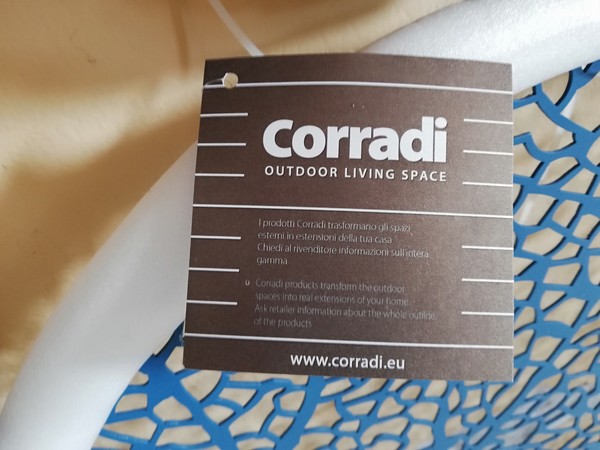 Corradi
OUTDOOR LIVING SPACE
I prodotti Corradi trasformano gli spazi
esterni in estensioni della tua casa
Chiedi al rivenditore informazioni sull'intera
gamma
Corradi products transform the outdoor
spaces into real extensions of your home
Ask retailer information about the whole outline
of the products
www.corradi.eu